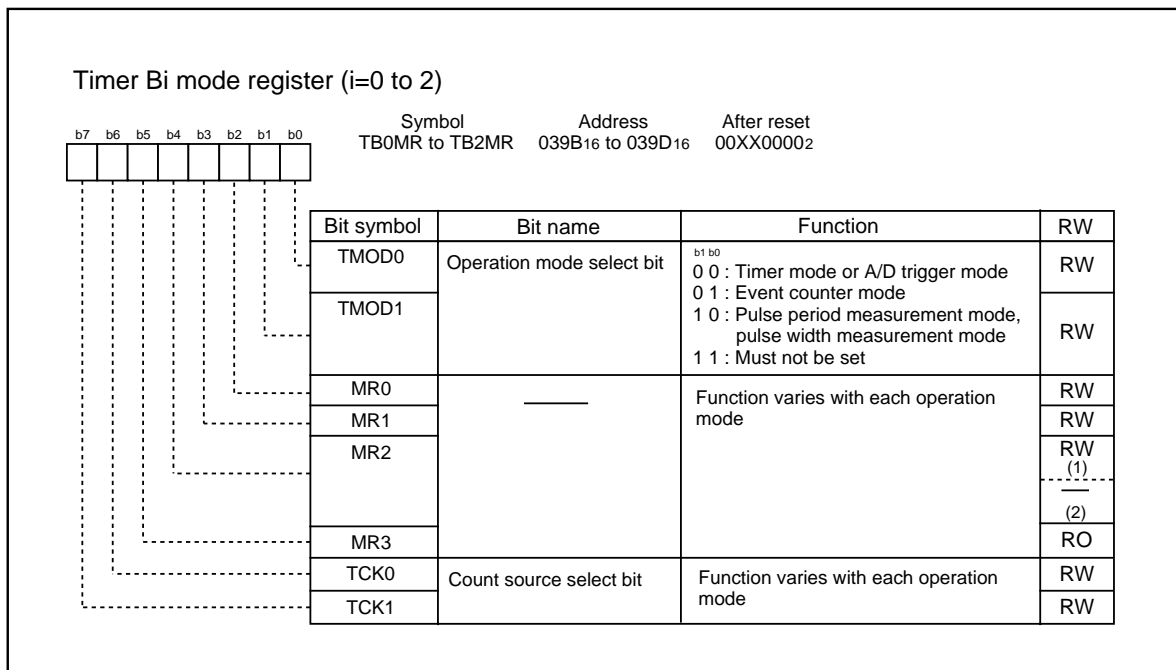 Timer Bi mode register (i=0 to 2)
Symbol Address After reset
TB0MR to TB2MR 039B16 to 039D16 00XX00002
b7 b6 b5 b4 b3 b2 b1 b0
Bit symbol Bit name Function RW
TMOD0 Operation mode select bit b1 b0 RW
0 0 : Timer mode or A/D trigger mode
0 1 : Event counter mode
TMOD1 1 0 : Pulse period measurement mode, RW
pulse width measurement mode
1 1 : Must not be set
MR0 Function varies with each operation RW
MR1 mode RW
MR2 RW
(1)
(2)
MR3 RO
TCK0 Count source select bit Function varies with each operation RW
TCK1 mode RW